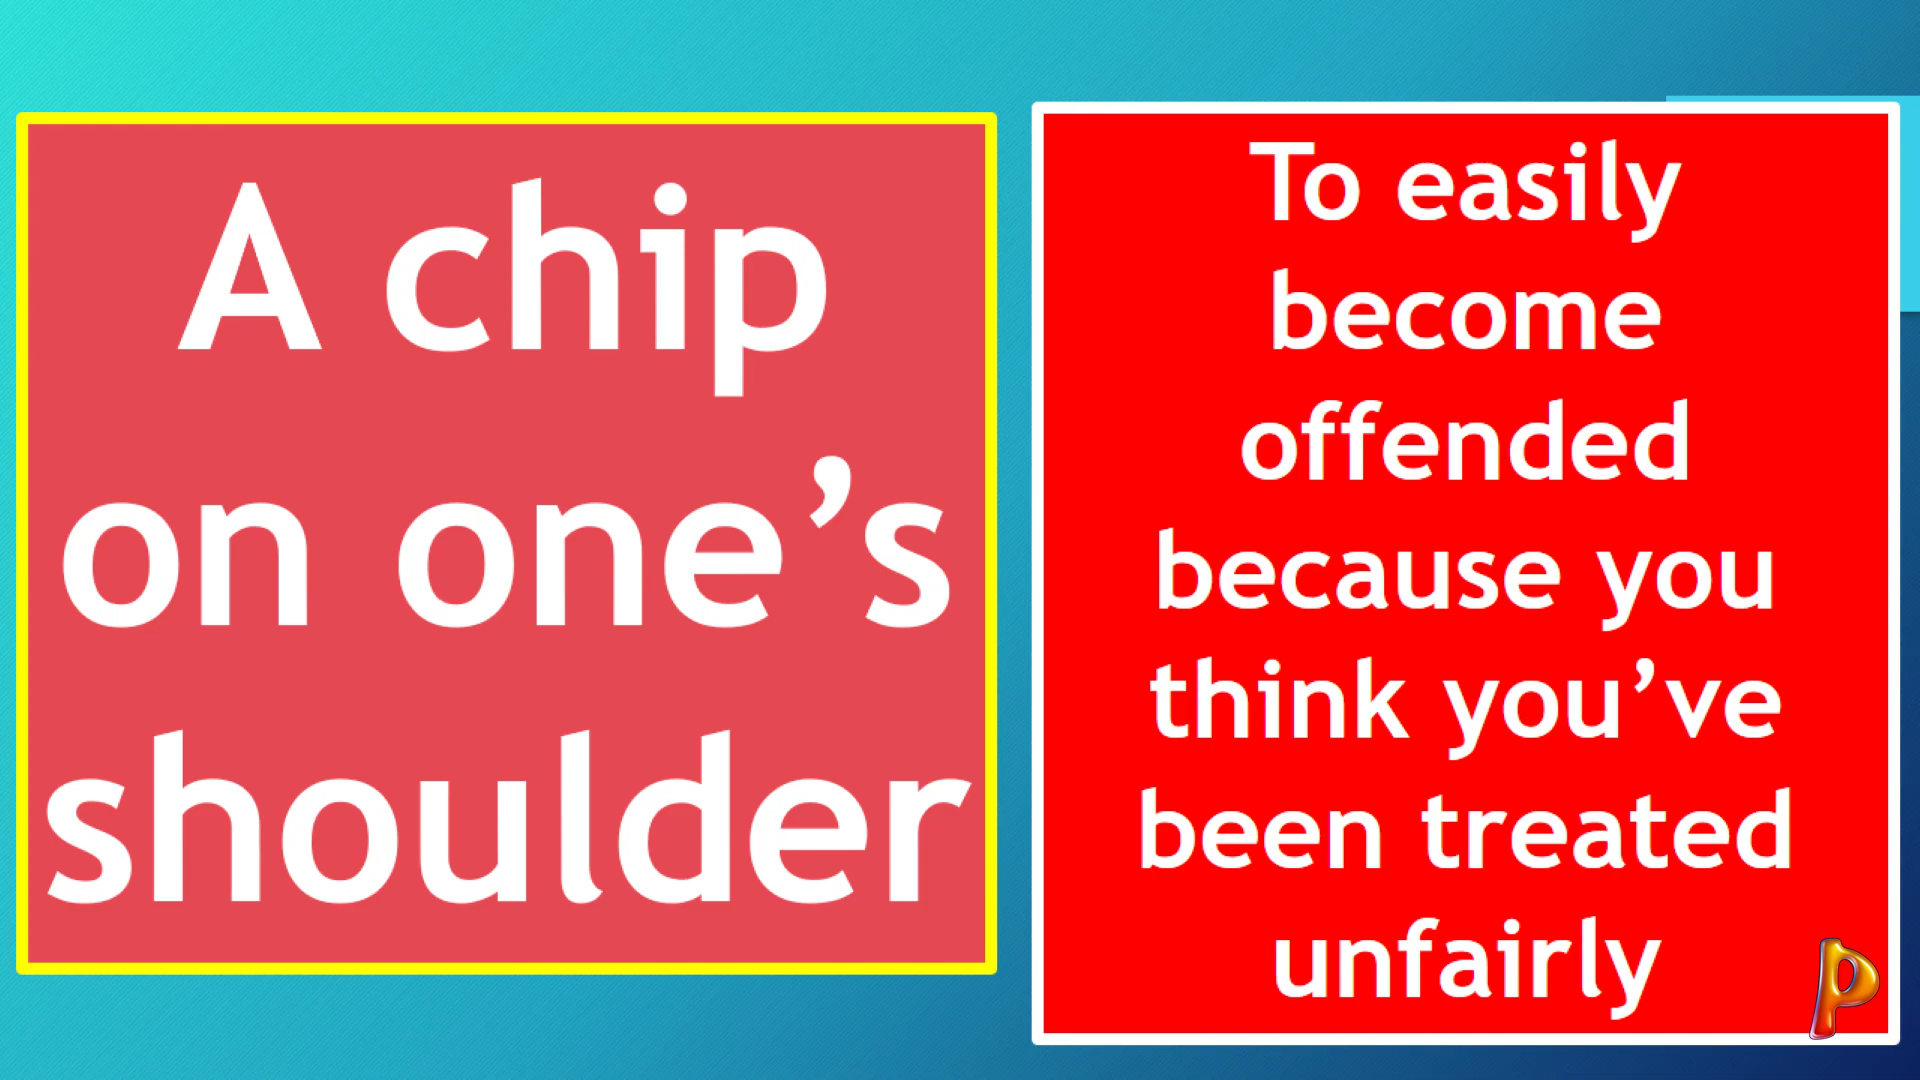 A chip
on one’s
shoulder
To easily
become
offended
because you
think you’ve
been treated
unfairly
P